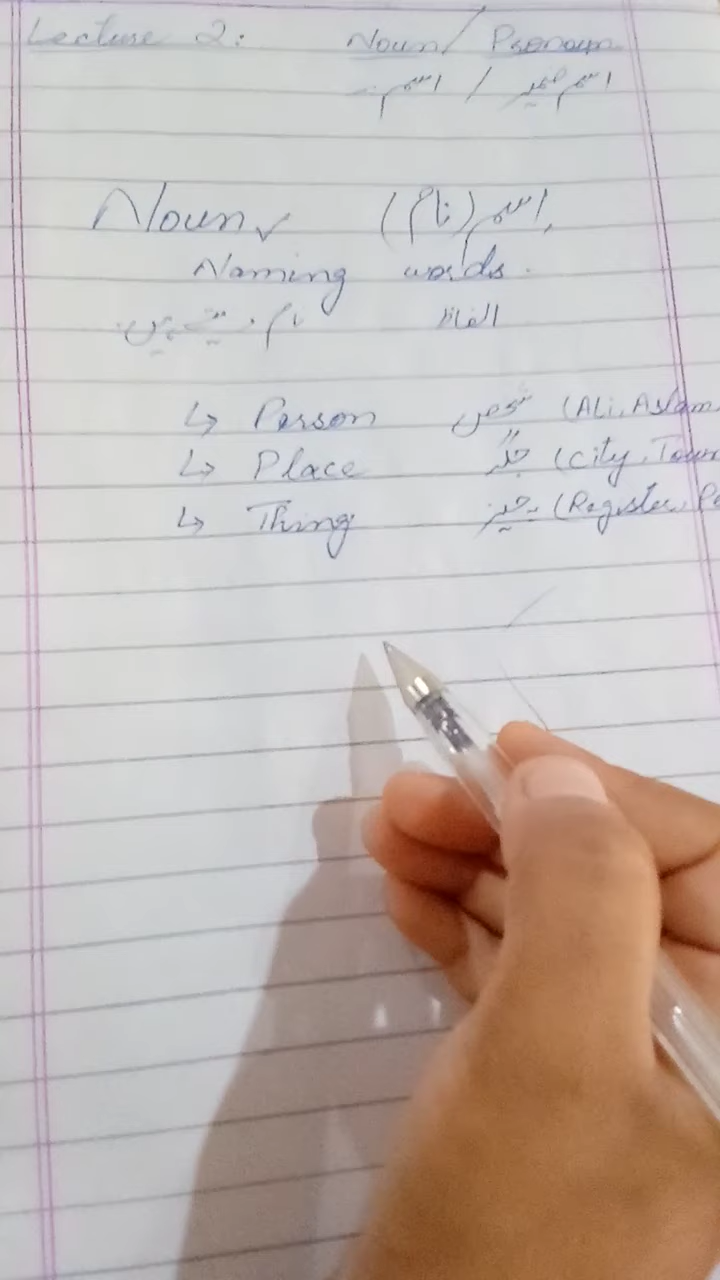 Lecture 2: Noun / Pronoun
اسم / اسم ضمیر
Noun اسم (نام)
Naming words.
نام الفاظ
↳ Person شخص (Ali, Aslam,
↳ Place جگہ (City, Town
↳ Thing چیز (Register, Pe